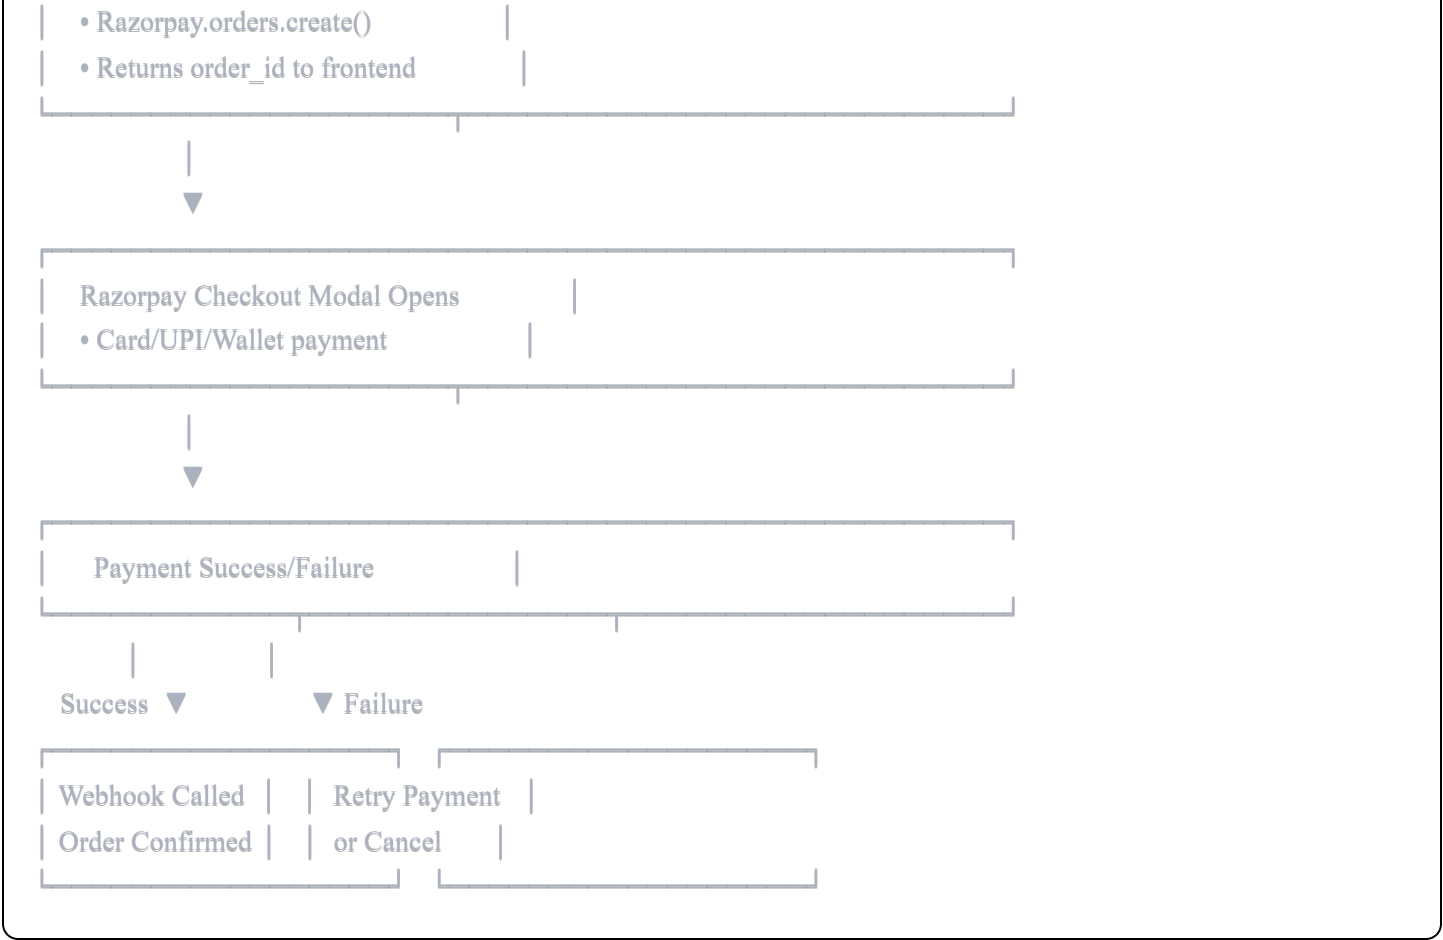 • Razorpay.orders.create()
• Returns order_id to frontend
Razorpay Checkout Modal Opens
• Card/UPI/Wallet payment
Payment Success/Failure
Success ▼ ▼ Failure
Webhook Called Retry Payment
Order Confirmed or Cancel